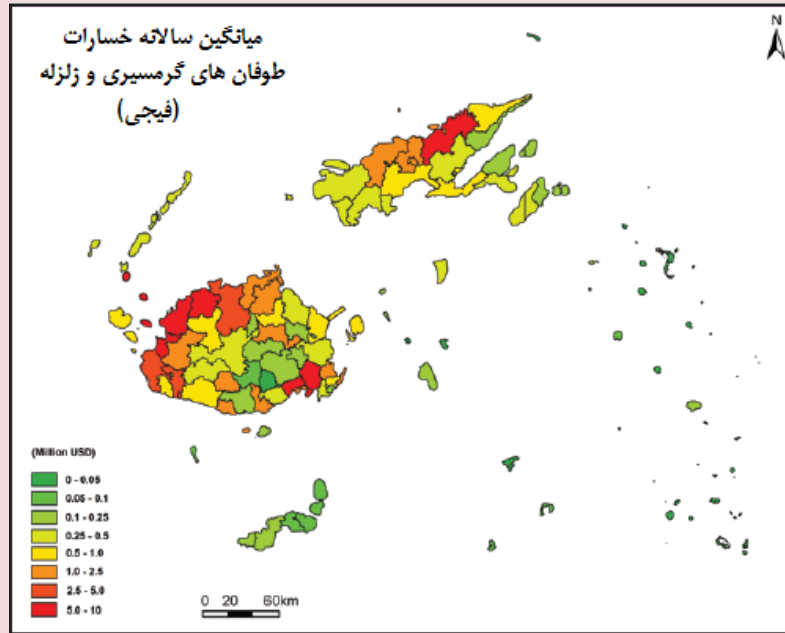 میانگین سالانه خسارات
طوفان های گرمسیری و زلزله
(فیجی)
N
(Million USD)
0 - 0.05
0.05 - 0.1
0.1 - 0.25
0.25 - 0.5
0.5 - 1.0
1.0 - 2.5
2.5 - 5.0
5.0 - 10
0 20 60km